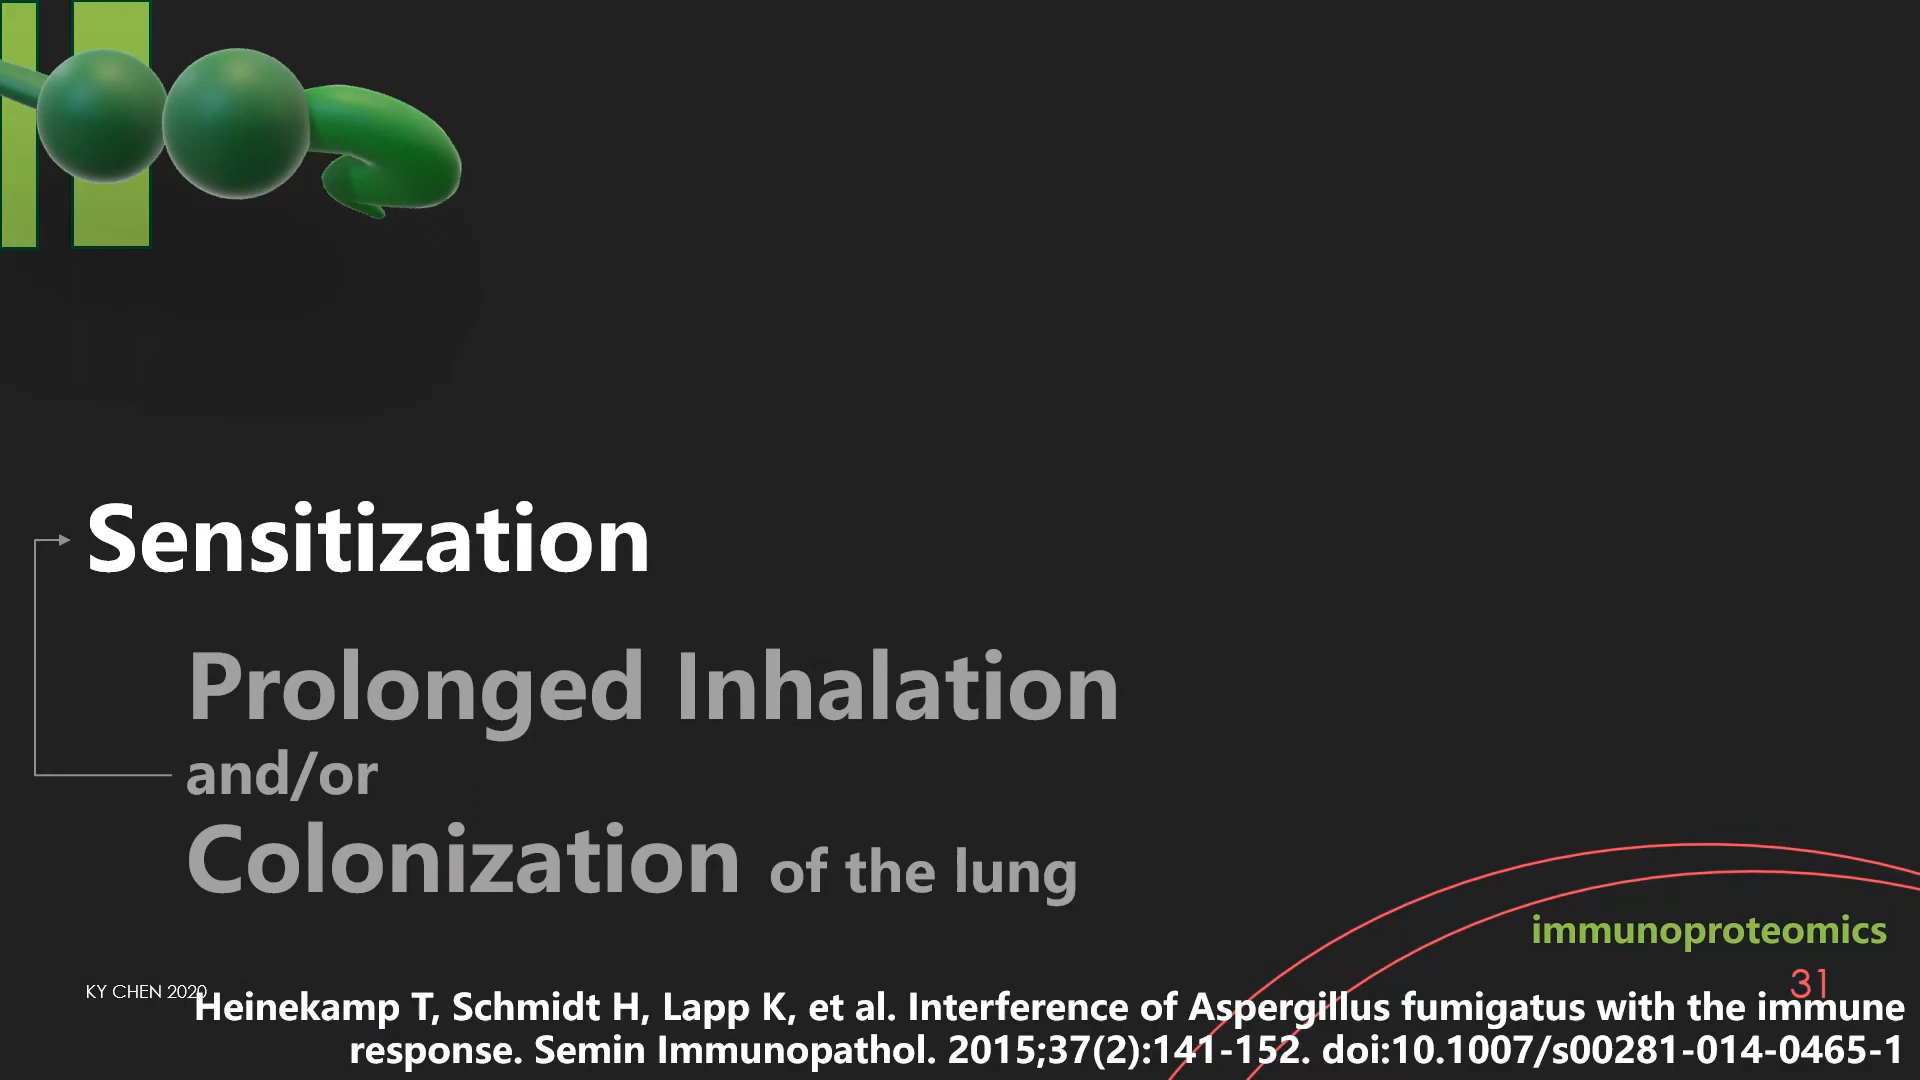 Sensitization
Prolonged Inhalation
and/or
Colonization of the lung
immunoproteomics
31
KY CHEN 2020
Heinekamp T, Schmidt H, Lapp K, et al. Interference of Aspergillus fumigatus with the immune
response. Semin Immunopathol. 2015;37(2):141-152. doi:10.1007/s00281-014-0465-1